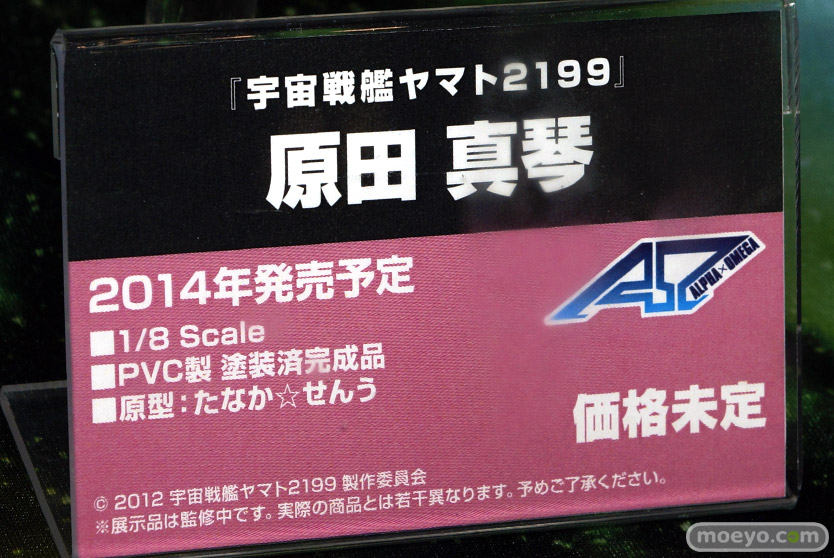 『宇宙戦艦ヤマト2199』
原田 真琴
2014年発売予定
ALPHA×OMEGA
■1/8 Scale
■PVC製 塗装済完成品
■原型：たなか☆せんう
価格未定
© 2012 宇宙戦艦ヤマト2199 製作委員会
※展示品は監修中です。実際の商品とは若干異なります。予めご了承ください。
moeyo.com